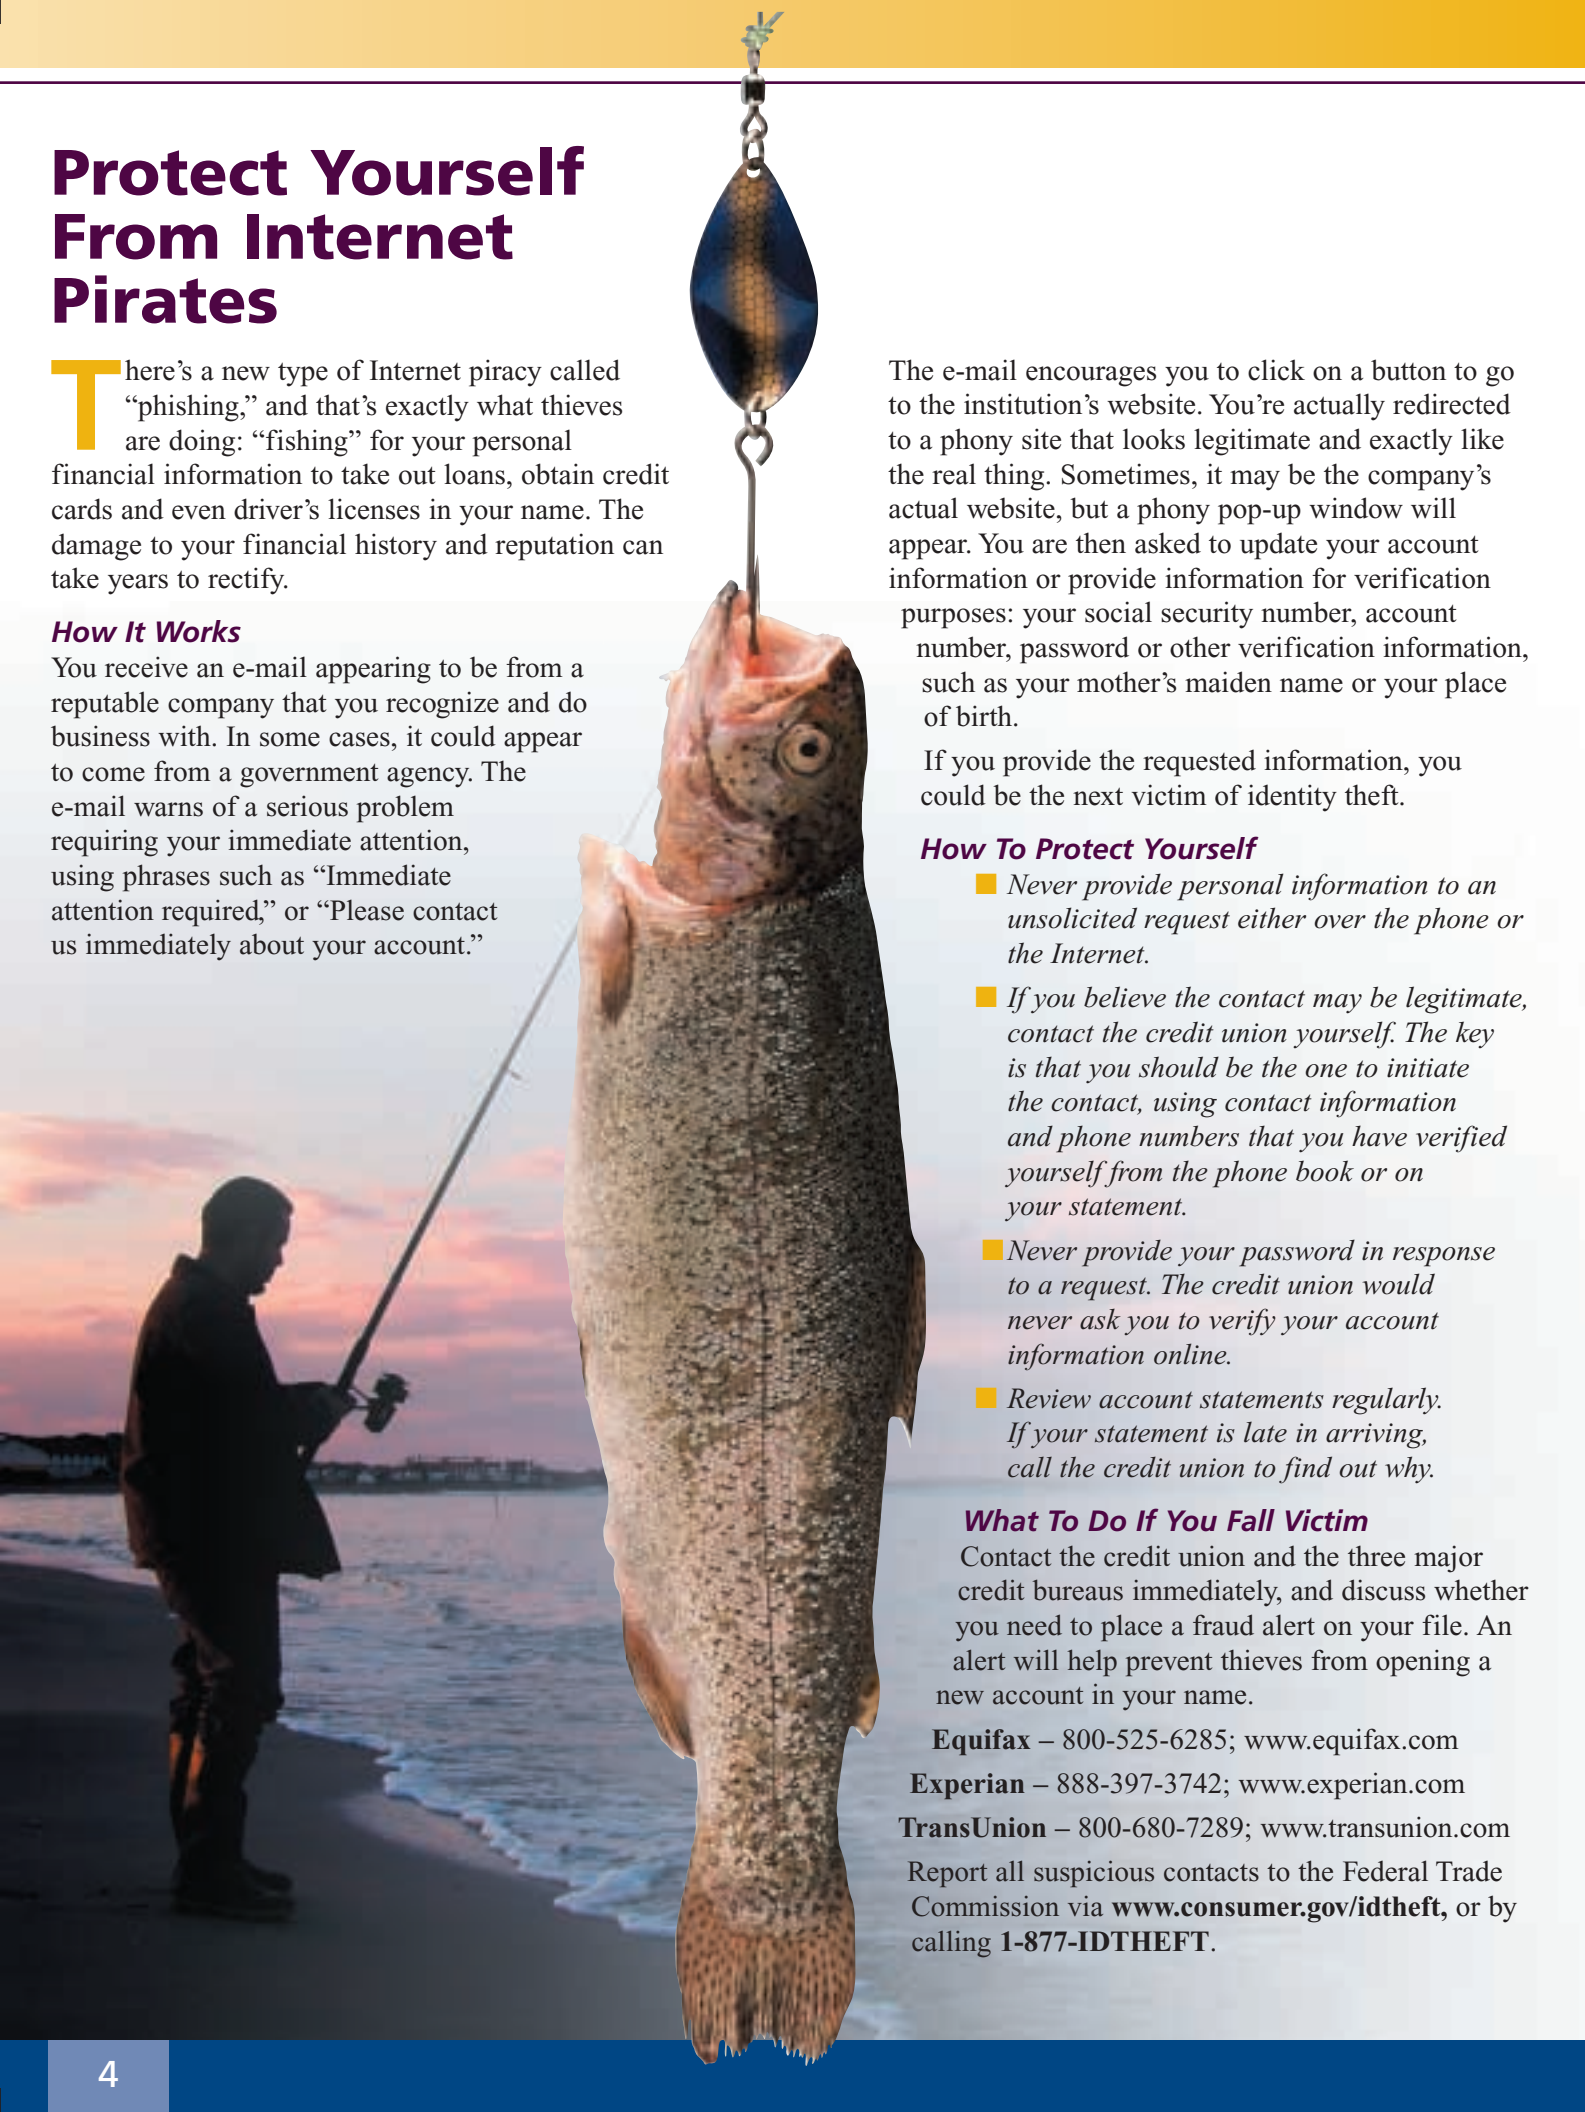 Protect Yourself
From Internet
Pirates
There’s a new type of Internet piracy called
“phishing,” and that’s exactly what thieves
are doing: “fishing” for your personal
financial information to take out loans, obtain credit
cards and even driver’s licenses in your name. The
damage to your financial history and reputation can
take years to rectify.
How It Works
You receive an e-mail appearing to be from a
reputable company that you recognize and do
business with. In some cases, it could appear
to come from a government agency. The
e-mail warns of a serious problem
requiring your immediate attention,
using phrases such as “Immediate
attention required,” or “Please contact
us immediately about your account.”
The e-mail encourages you to click on a button to go
to the institution’s website. You’re actually redirected
to a phony site that looks legitimate and exactly like
the real thing. Sometimes, it may be the company’s
actual website, but a phony pop-up window will
appear. You are then asked to update your account
information or provide information for verification
purposes: your social security number, account
number, password or other verification information,
such as your mother’s maiden name or your place
of birth.
If you provide the requested information, you
could be the next victim of identity theft.
How To Protect Yourself
■ Never provide personal information to an
unsolicited request either over the phone or
the Internet.
■ If you believe the contact may be legitimate,
contact the credit union yourself. The key
is that you should be the one to initiate
the contact, using contact information
and phone numbers that you have verified
yourself from the phone book or on
your statement.
■ Never provide your password in response
to a request. The credit union would
never ask you to verify your account
information online.
■ Review account statements regularly.
If your statement is late in arriving,
call the credit union to find out why.
What To Do If You Fall Victim
Contact the credit union and the three major
credit bureaus immediately, and discuss whether
you need to place a fraud alert on your file. An
alert will help prevent thieves from opening a
new account in your name.
Equifax – 800-525-6285; www.equifax.com
Experian – 888-397-3742; www.experian.com
TransUnion – 800-680-7289; www.transunion.com
Report all suspicious contacts to the Federal Trade
Commission via www.consumer.gov/idtheft, or by
calling 1-877-IDTHEFT.
4